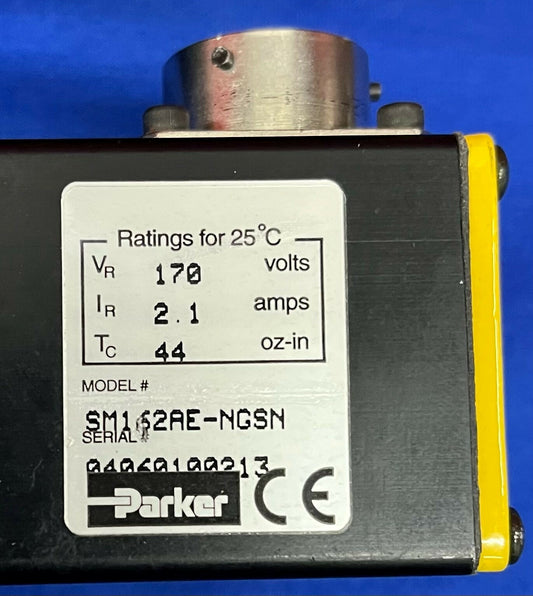 Ratings for 25°C
VR 170 volts
IR 2.1 amps
TC 44 oz-in
MODEL #
SM162AE-NGSN
SERIAL #
04060100213
Parker CE